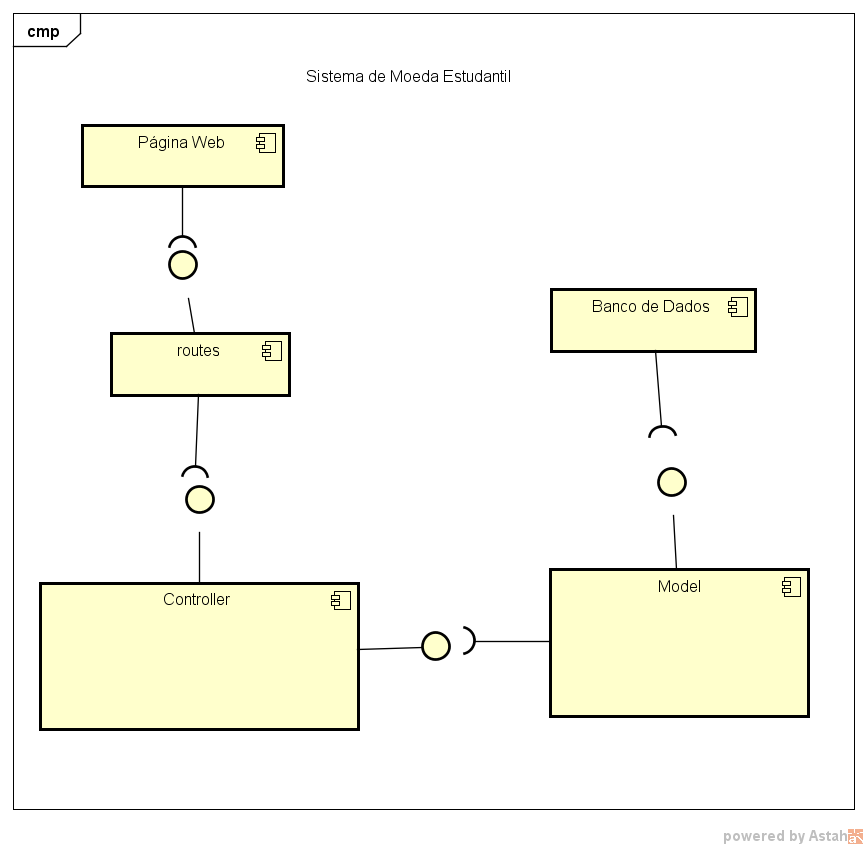 cmp
Sistema de Moeda Estudantil
Página Web
Banco de Dados
routes
Controller
Model
powered by Astah